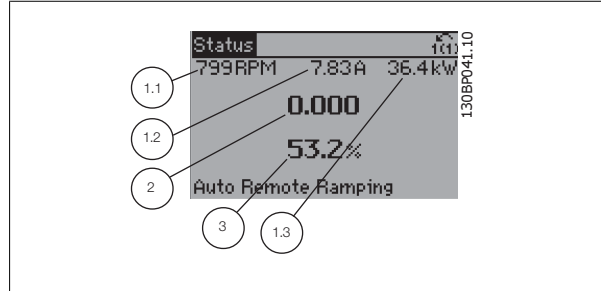 Status 1(1)
799RPM 7.83A 36.4kW
0.000
53.2%
Auto Remote Ramping
1.1
1.2
2
3
1.3
130BP041.10